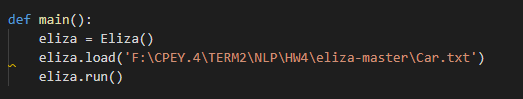 def main():
    eliza = Eliza()
    eliza.load('F:\CPEY.4\TERM2\NLP\HW4\eliza-master\Car.txt')
    eliza.run()